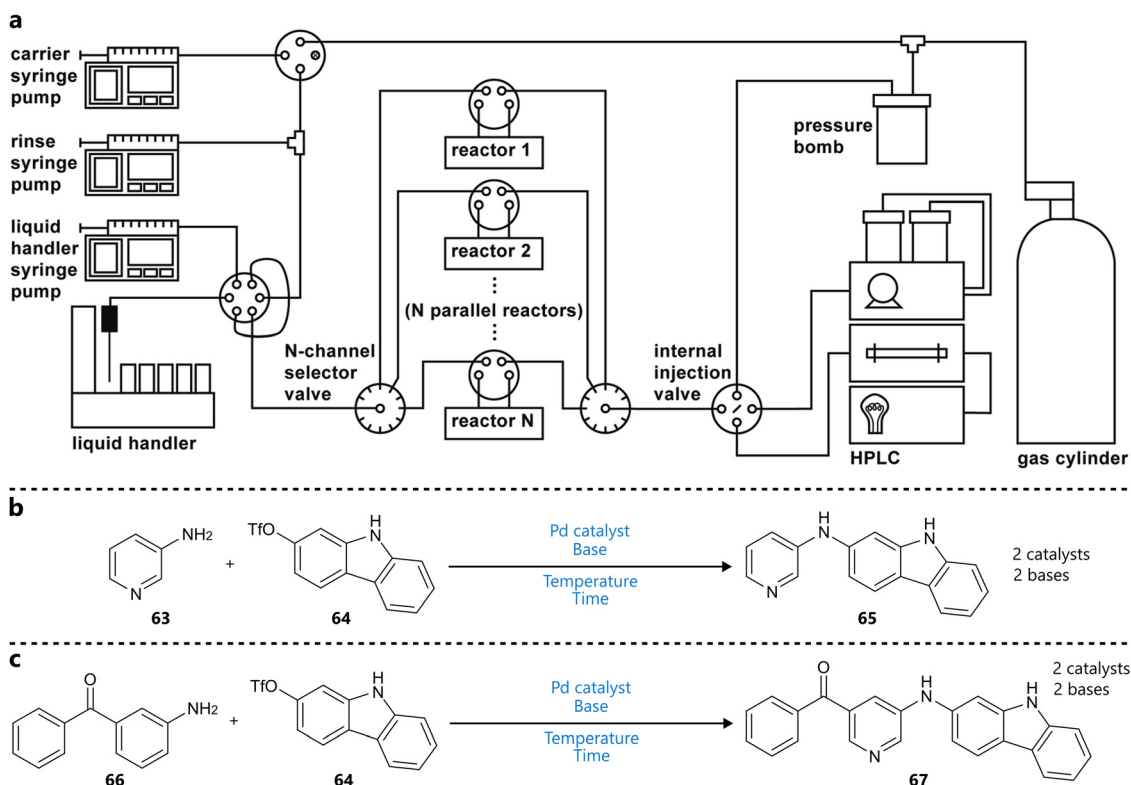 a
carrier
syringe
pump
rinse
syringe
pump
liquid
handler
syringe
pump
liquid handler
N-channel
selector
valve
reactor 1
reactor 2
(N parallel reactors)
reactor N
internal
injection
valve
pressure
bomb
HPLC
gas cylinder
b
NH2
N
63
+
TfO
H
N
64
Pd catalyst
Base
Temperature
Time
H
N
N
H
N
65
2 catalysts
2 bases
c
O
NH2
66
+
TfO
H
N
64
Pd catalyst
Base
Temperature
Time
O
H
N
N
H
N
67
2 catalysts
2 bases